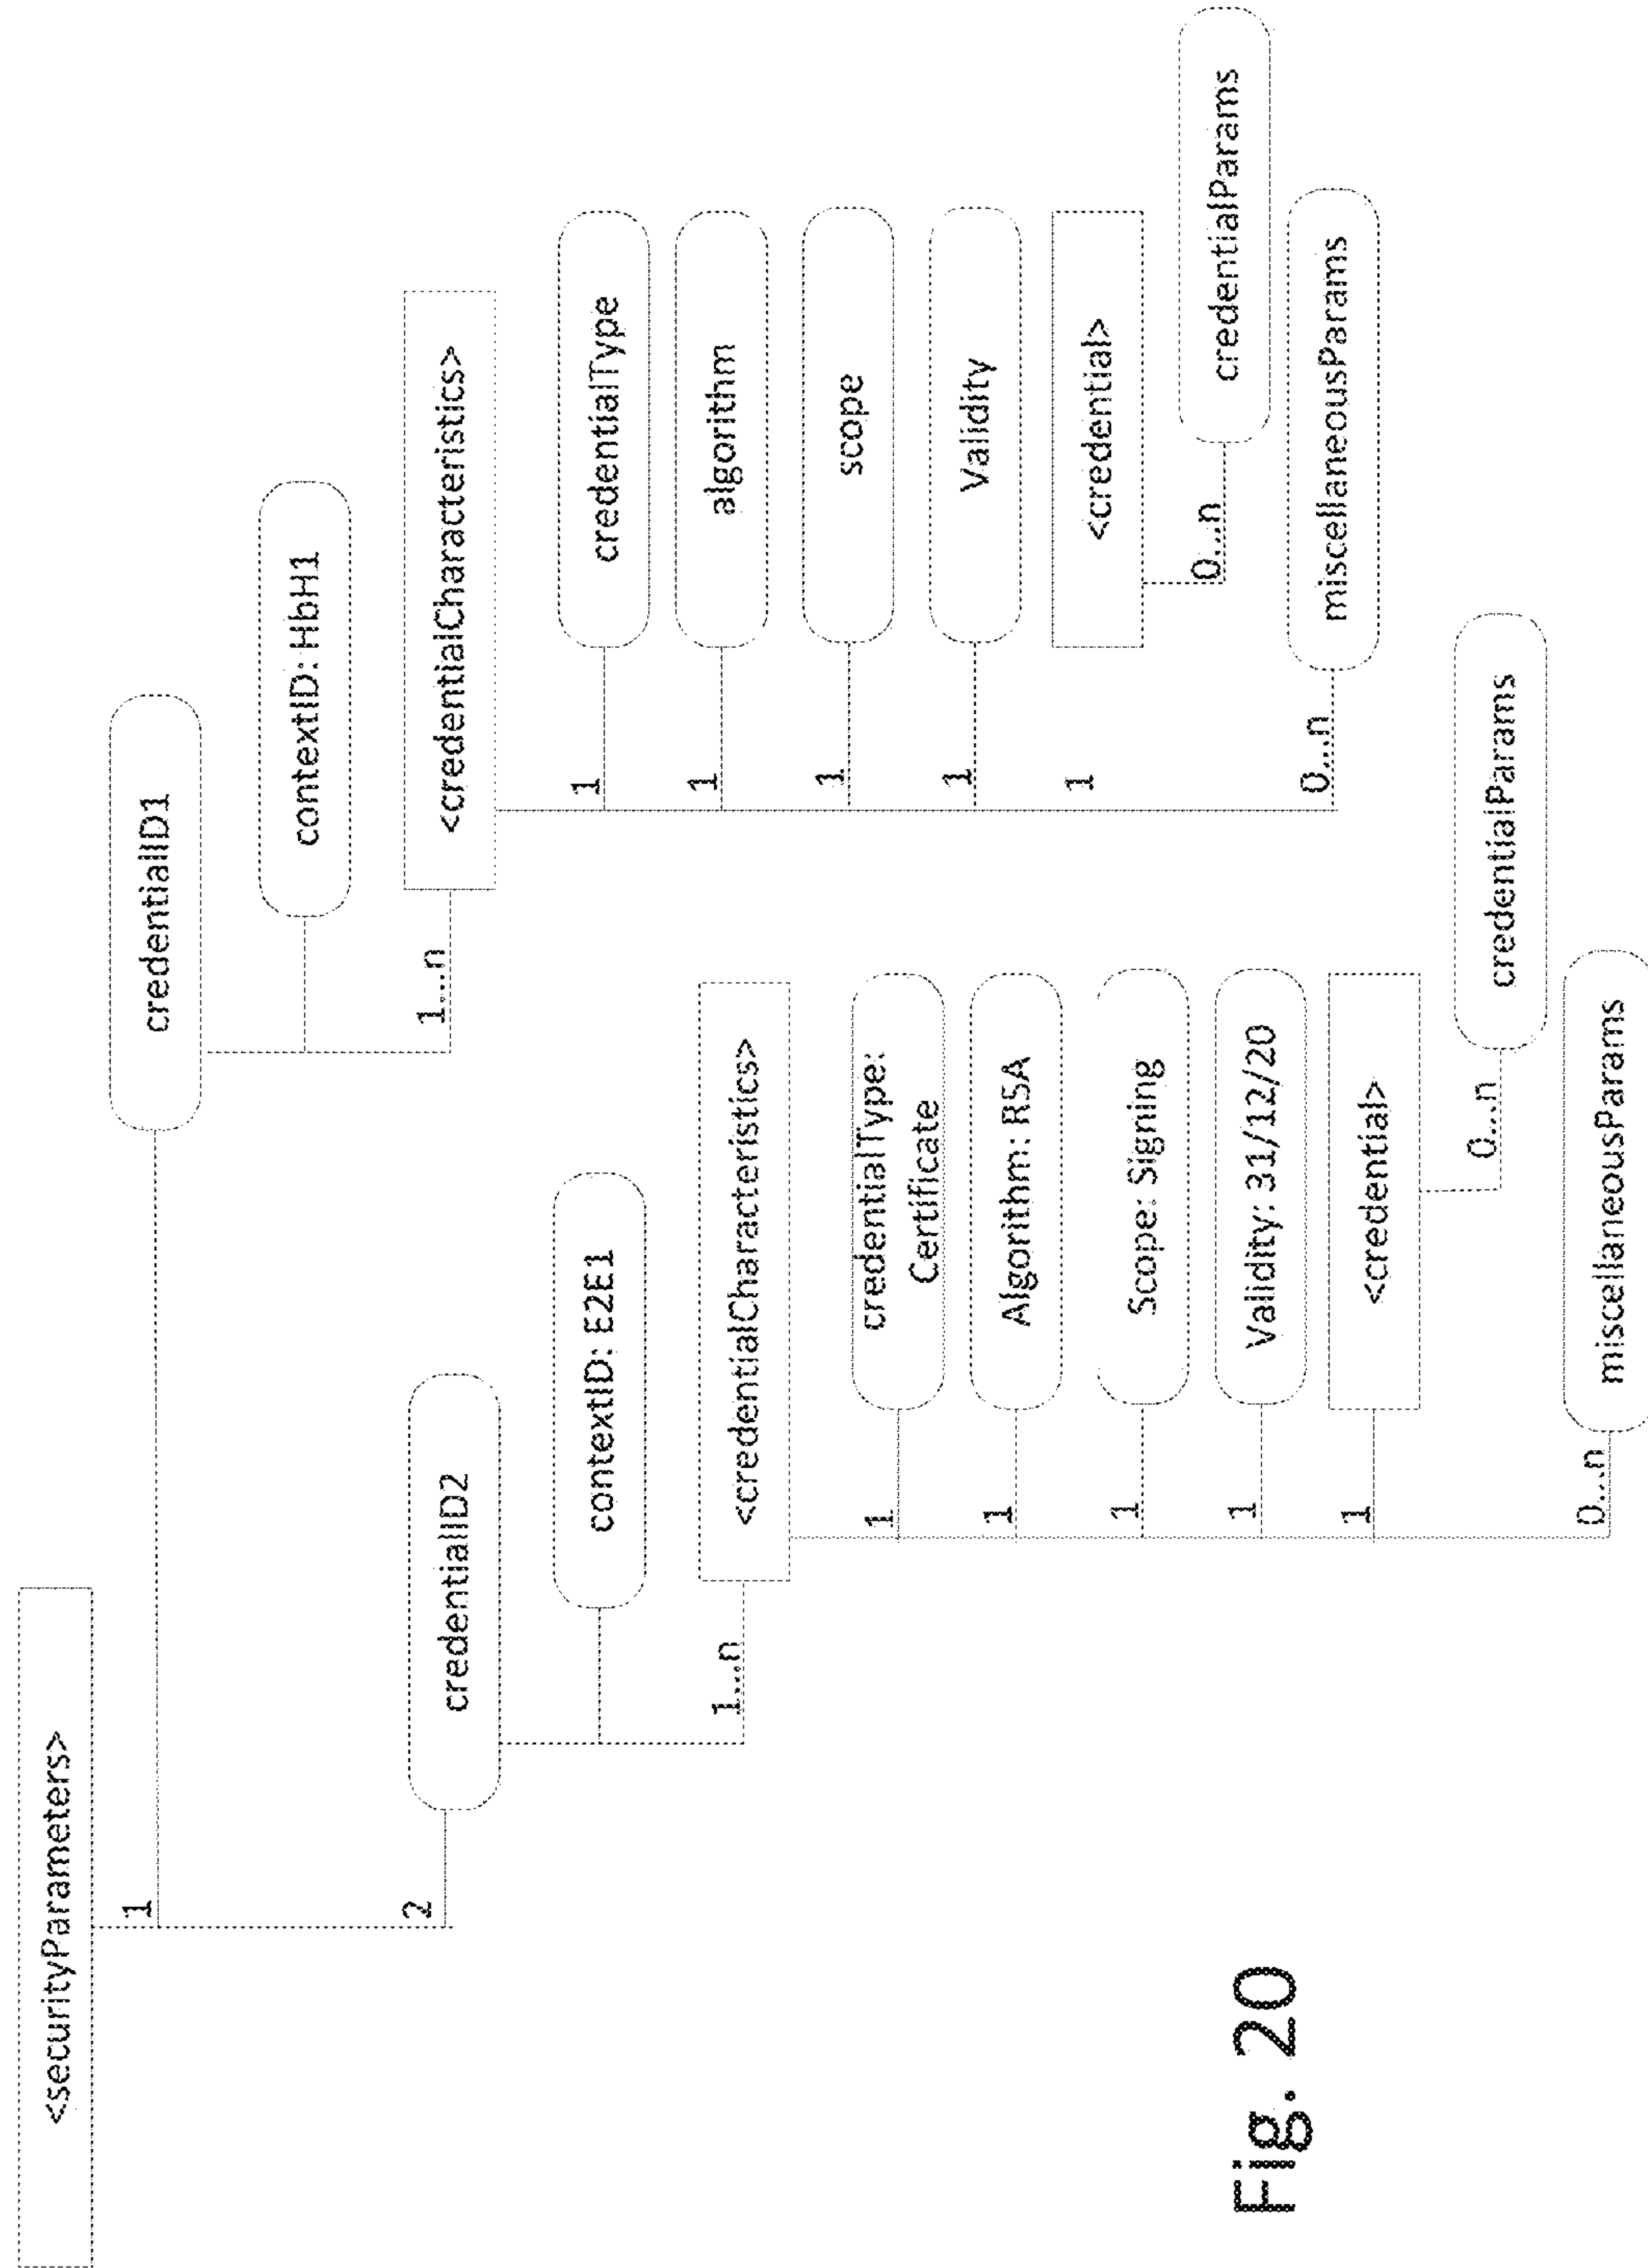 <securityParameters>
1
credentialID1
contextID: HbH1
1...n
<credentialCharacteristics>
1
credentialType
1
algorithm
1
scope
1
Validity
1
<credential>
0...n
credentialParams
0...n
miscellaneousParams
2
credentialID2
contextID: E2E1
1...n
<credentialCharacteristics>
1
credentialType:
Certificate
1
Algorithm: RSA
1
Scope: Signing
1
Validity: 31/12/20
1
<credential>
0...n
credentialParams
0...n
miscellaneousParams
Fig. 20